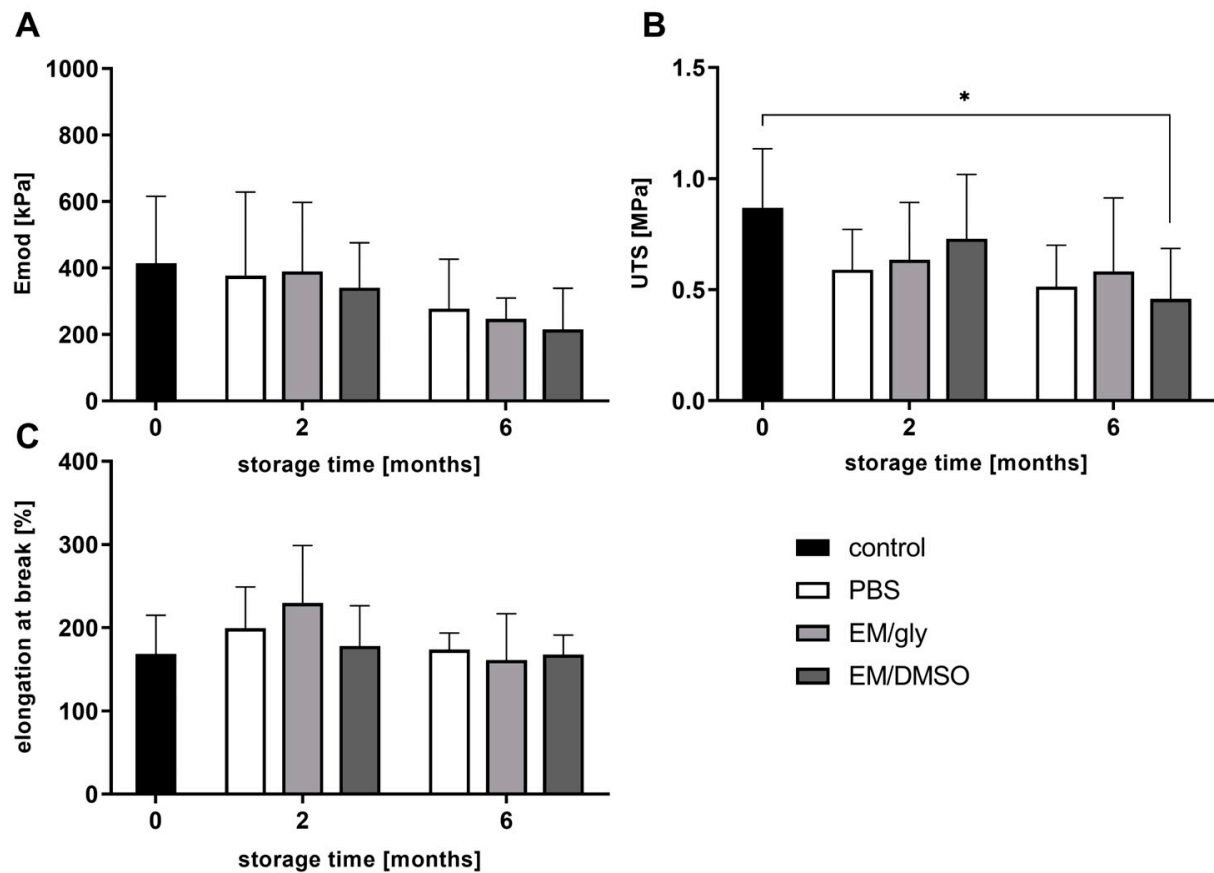 A
Emod [kPa]
1000
800
600
400
200
0
0 2 6
storage time [months]
B
UTS [MPa]
1.5
1.0
0.5
0.0
*
0 2 6
storage time [months]
C
elongation at break [%]
400
300
200
100
0
0 2 6
storage time [months]
control
PBS
EM/gly
EM/DMSO